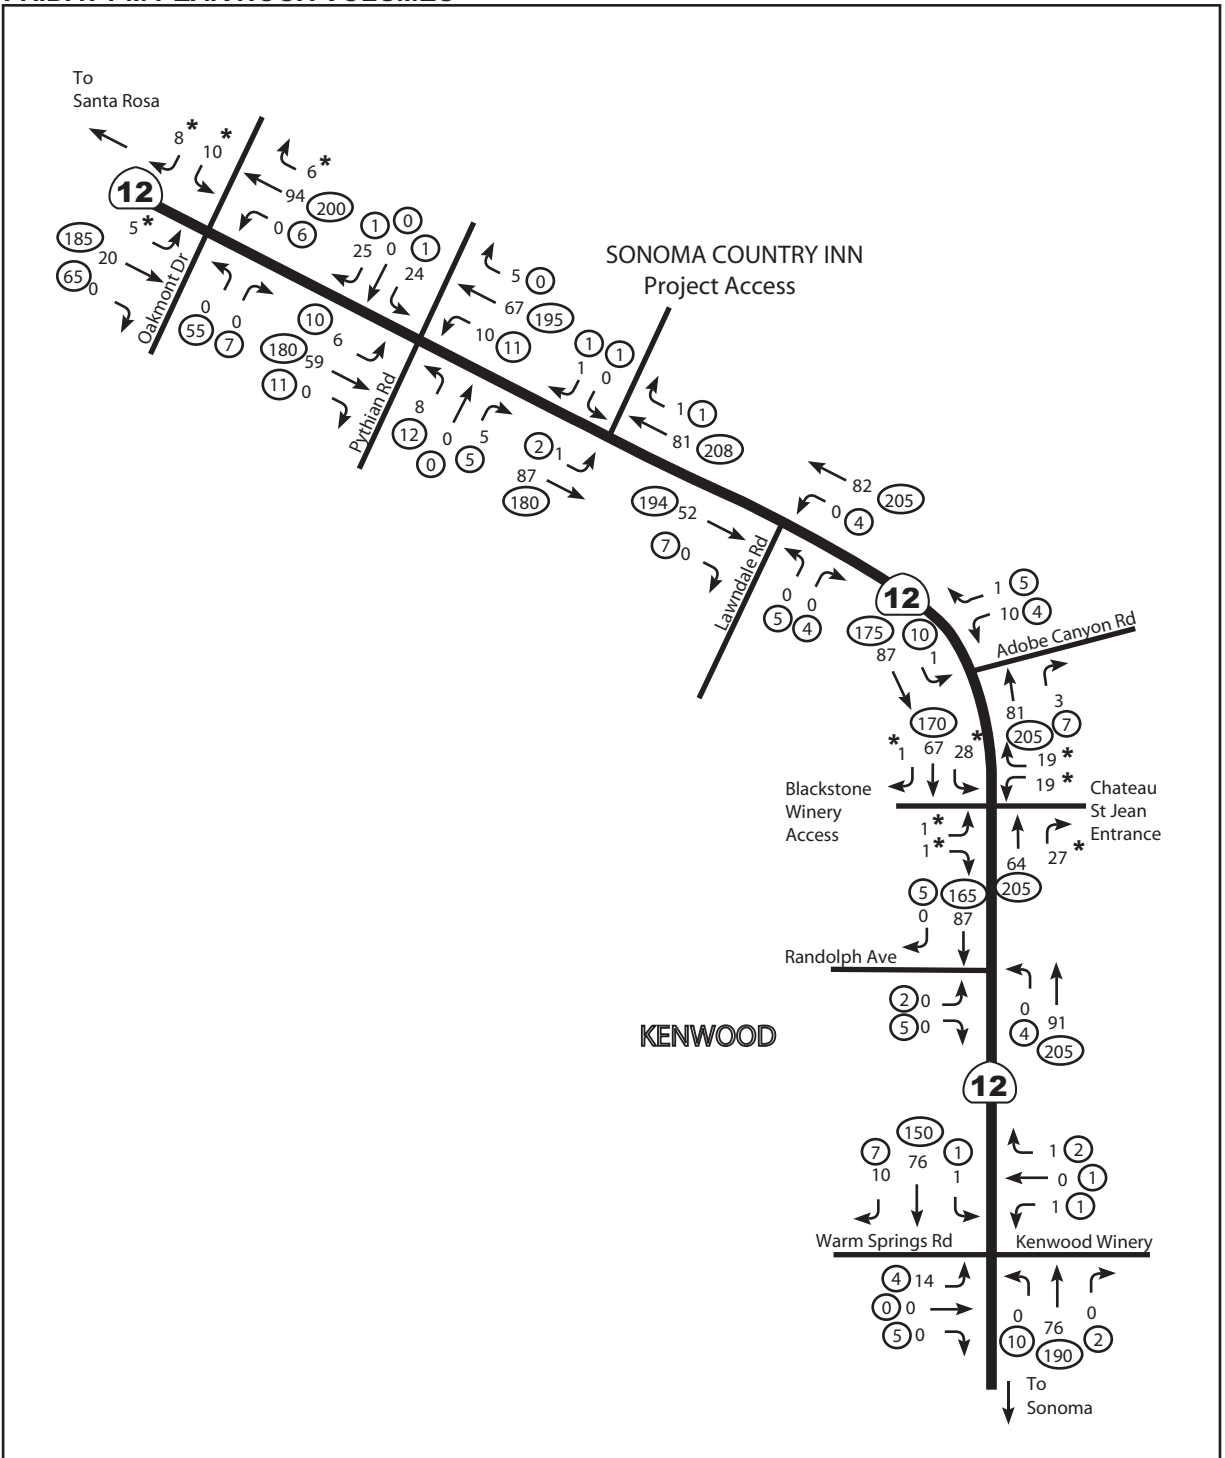 To
Santa Rosa
8* 10*
6*
12
94 200
0 6
5*
185 20
65 0
Oakmont Dr
0 0
55 7
1 0
25 0 1
24
5 0
67 195
10 11
10 6
180 59
11 0
Pythian Rd
8
12 0 5
0 5
SONOMA COUNTRY INN
Project Access
1 1
1 0
1 1
81 208
2 1
87
180
82 205
0 4
194 52
7 0
Lawndale Rd
0 0
5 4
12
1 5
10 4
Adobe Canyon Rd
175 10
87 1
81 3
205 7
170
*1 67 28*
19*
19*
Blackstone
Winery
Access
Chateau
St Jean
Entrance
1*
1*
64 27*
205
5 165
0 87
Randolph Ave
2 0
5 0
0 91
4 205
KENWOOD
12
150
7 76 1
10 1
1 2
0 1
1 1
Warm Springs Rd
Kenwood Winery
4 14
0 0
5 0
0 76 0
10 190 2
To
Sonoma